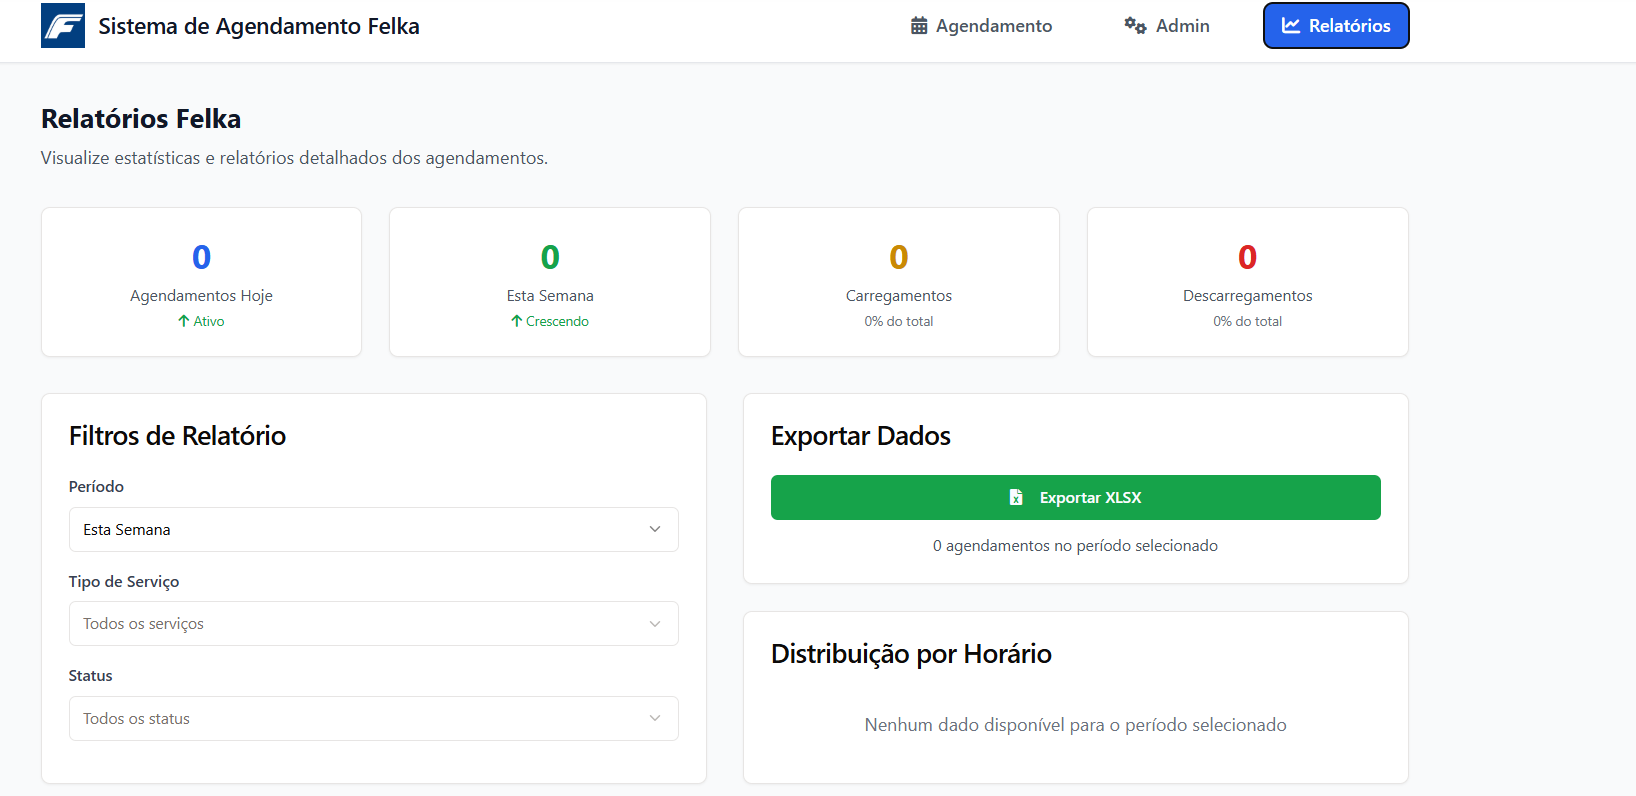 Sistema de Agendamento Felka
Agendamento
Admin
Relatórios
Relatórios Felka
Visualize estatísticas e relatórios detalhados dos agendamentos.
0
Agendamentos Hoje
Ativo
0
Esta Semana
Crescendo
0
Carregamentos
0% do total
0
Descarregamentos
0% do total
Filtros de Relatório
Período
Esta Semana
Tipo de Serviço
Todos os serviços
Status
Todos os status
Exportar Dados
Exportar XLSX
0 agendamentos no período selecionado
Distribuição por Horário
Nenhum dado disponível para o período selecionado